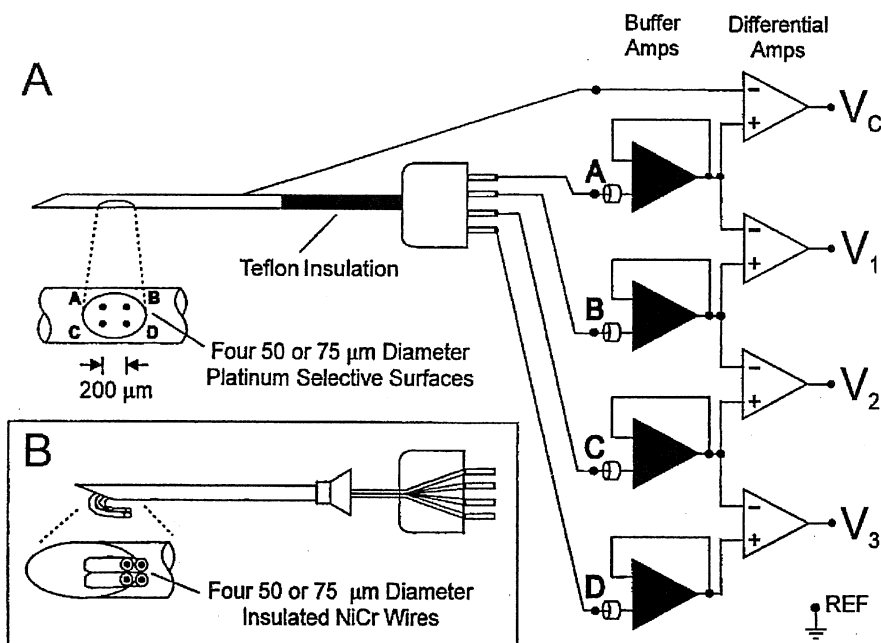 A
Buffer Amps
Differential Amps
- +
V_C
A
Teflon Insulation
- +
V_1
A B
C D
Four 50 or 75 µm Diameter
Platinum Selective Surfaces
200 µm
B
- +
V_2
C
B
- +
V_3
Four 50 or 75 µm Diameter
Insulated NiCr Wires
D
REF